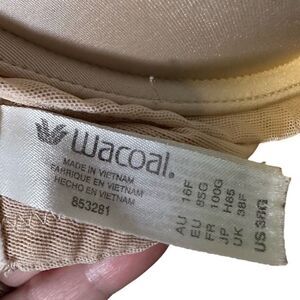 wacoal.
MADE IN VIETNAM
FABRIQUE EN VIETNAM
HECHO EN VIETNAM
853281
AU 16F
EU 85G
FR 100G
JP H85
UK 38F
US 38G